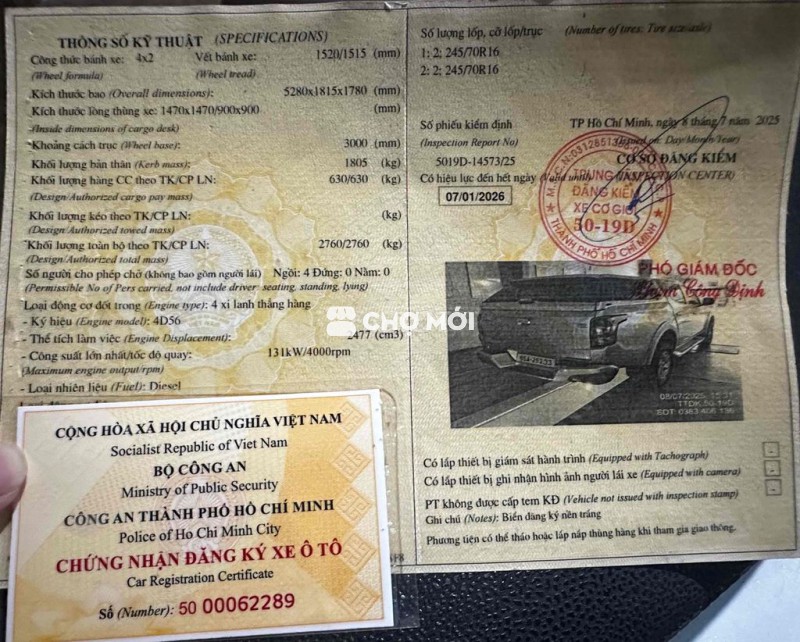 THÔNG SỐ KỸ THUẬT (SPECIFICATIONS)
Công thức bánh xe: 4x2 Vết bánh xe: 1520/1515 (mm)
(Wheel formula) (Wheel tread)
Kích thước bao (Overall dimensions): 5280x1815x1780 (mm)
Kích thước lòng thùng xe: 1470x1470/900x900 (mm)
(Inside dimensions of cargo desk)
Khoảng cách trục (Wheel base): 3000 (mm)
Khối lượng bản thân (Kerb mass): 1805 (kg)
Khối lượng hàng CC theo TK/CP LN: 630/630 (kg)
(Design/Authorized cargo pay mass)
Khối lượng kéo theo TK/CP LN: (kg)
(Design/Authorized towed mass)
Khối lượng toàn bộ theo TK/CP LN: 2760/2760 (kg)
(Design/Authorized total mass)
Số người cho phép chở (không bao gồm người lái) Ngồi: 4 Đứng: 0 Nằm: 0
(Permissible No of Pers carried, not include driver seating, standing, lying)
Loại động cơ đốt trong (Engine type): 4 xi lanh thẳng hàng
- Ký hiệu (Engine model): 4D56
- Thể tích làm việc (Engine Displacement): 2477 (cm3)
- Công suất lớn nhất/tốc độ quay: 131kW/4000rpm
(Maximum engine output/rpm)
- Loại nhiên liệu (Fuel): Diesel
CỘNG HÒA XÃ HỘI CHỦ NGHĨA VIỆT NAM
Socialist Republic of Viet Nam
BỘ CÔNG AN
Ministry of Public Security
CÔNG AN THÀNH PHỐ HỒ CHÍ MINH
Police of Ho Chi Minh City
CHỨNG NHẬN ĐĂNG KÝ XE Ô TÔ
Car Registration Certificate
Số (Number): 50 00062289
Số lượng lốp, cỡ lốp/trục (Number of tires: Tire size/axle)
1: 2; 245/70R16
2: 2; 245/70R16
Số phiếu kiểm định TP Hồ Chí Minh, ngày 8 tháng 7 năm 2025
(Inspection Report No) (Issued on: Day/Month/Year)
5019D-14573/25 CƠ SỞ ĐĂNG KIỂM
Có hiệu lực đến hết ngày (Valid until) (INSPECTION CENTER)
07/01/2026
TRUNG TÂM
ĐĂNG KIỂM
XE CƠ GIỚI
50-19D
THÀNH PHỐ HỒ CHÍ MINH
PHÓ GIÁM ĐỐC
Phạm Công Định
CHỢ MỚI
08/07/2025
TTDK 50-19D
Có lắp thiết bị giám sát hành trình (Equipped with Tachograph) -
Có lắp thiết bị ghi nhận hình ảnh người lái xe (Equipped with camera) -
PT không được cấp tem KĐ (Vehicle not issued with inspection stamp) -
Ghi chú (Notes): Biển đăng ký nền trắng
Phương tiện có thể tháo hoặc lắp nắp thùng hàng khi tham gia giao thông.